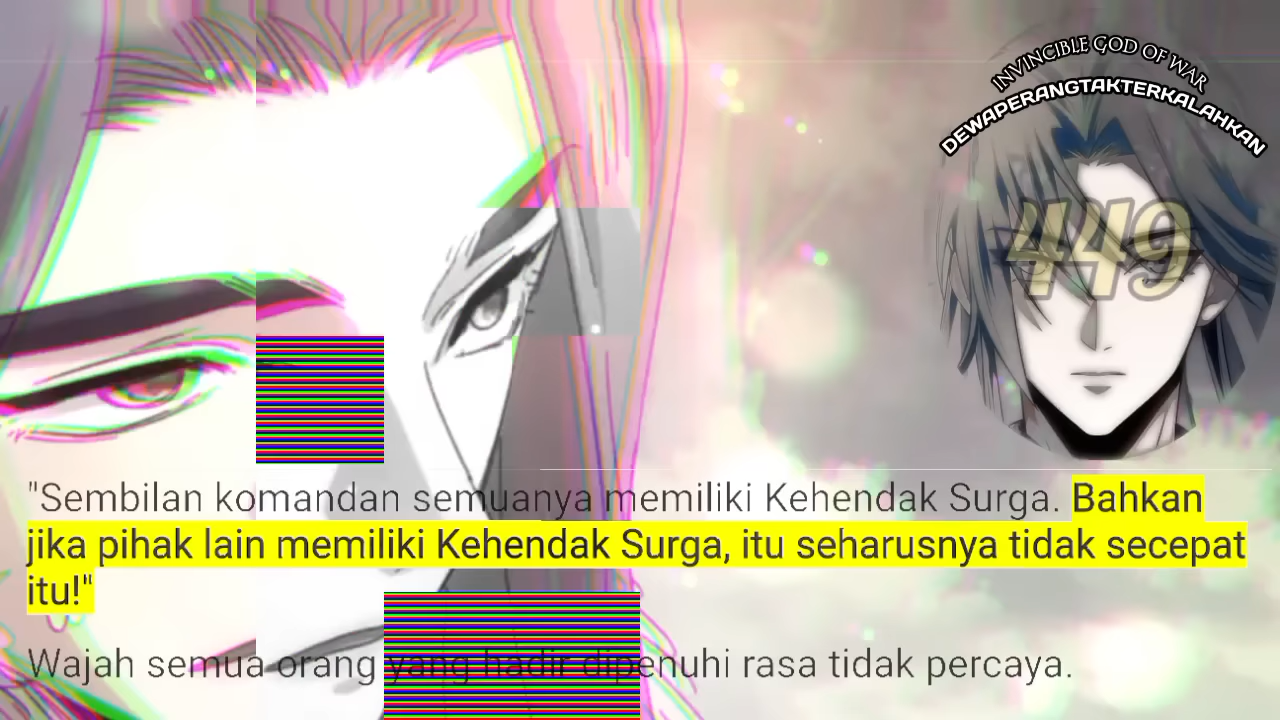 INVINCIBLE GOD OF WAR
DEWAPERANGTAKTERKALAHKAN
449
"Sembilan komandan semuanya memiliki Kehendak Surga. Bahkan
jika pihak lain memiliki Kehendak Surga, itu seharusnya tidak secepat
itu!"
Wajah semua orang yang hadir dipenuhi rasa tidak percaya.